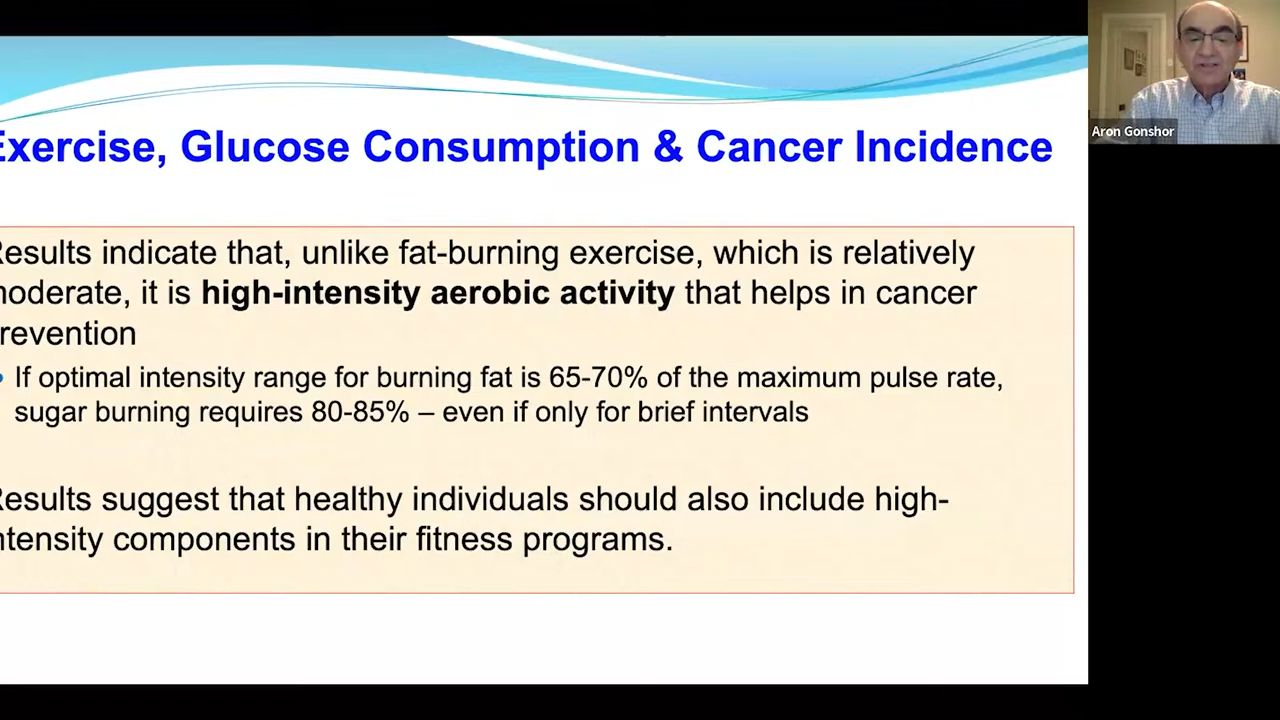 Exercise, Glucose Consumption & Cancer Incidence
Aron Gonshor
Results indicate that, unlike fat-burning exercise, which is relatively
moderate, it is high-intensity aerobic activity that helps in cancer
revention
• If optimal intensity range for burning fat is 65-70% of the maximum pulse rate,
sugar burning requires 80-85% – even if only for brief intervals
Results suggest that healthy individuals should also include high-
ntensity components in their fitness programs.